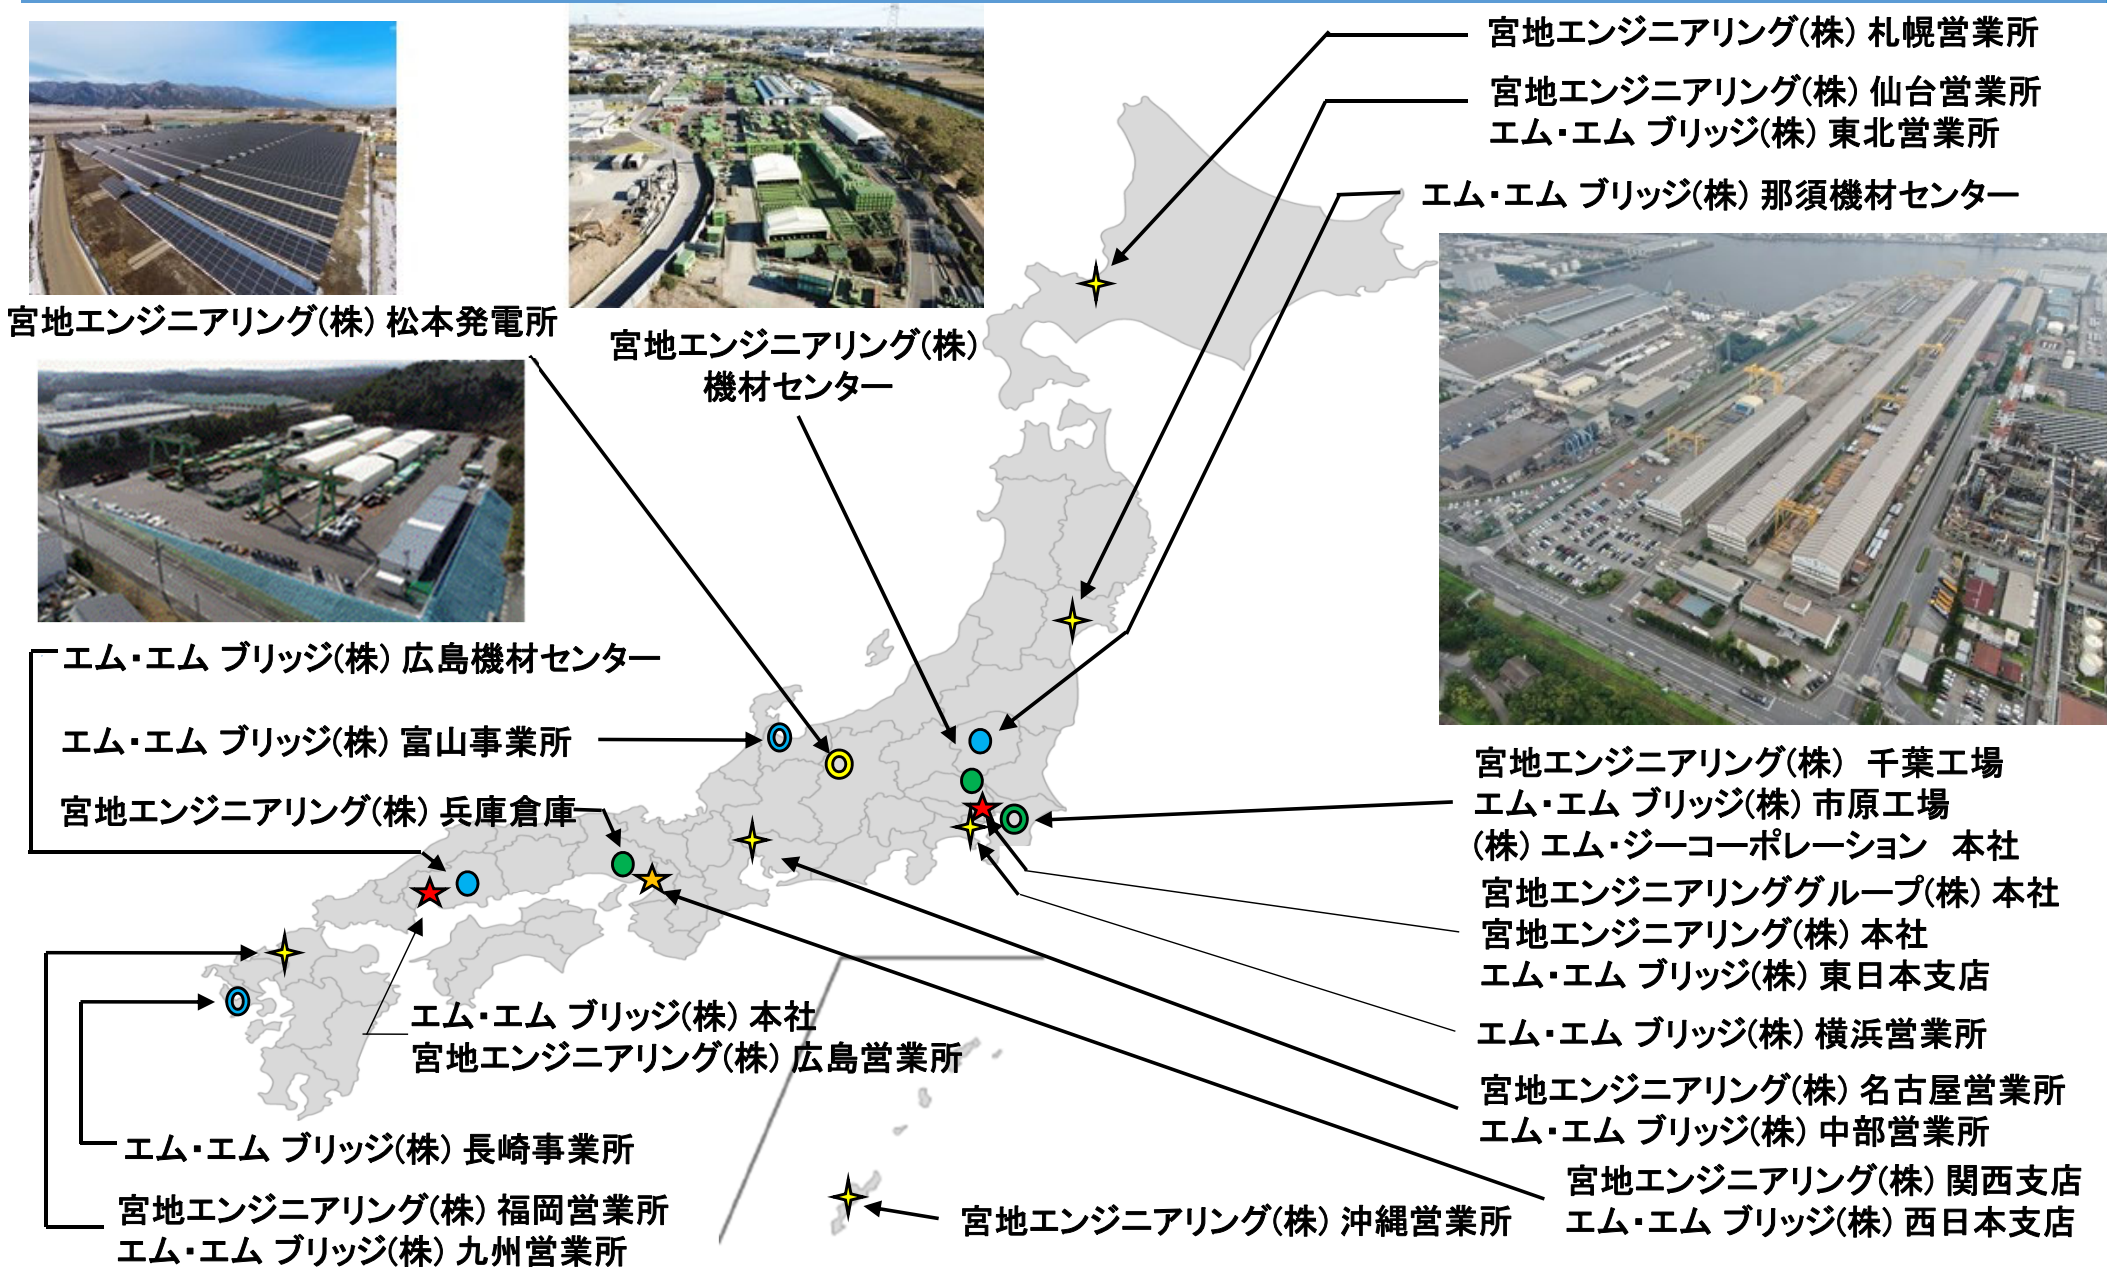 宮地エンジニアリング(株) 札幌営業所
宮地エンジニアリング(株) 仙台営業所
エム・エム ブリッジ(株) 東北営業所
エム・エム ブリッジ(株) 那須機材センター
宮地エンジニアリング(株) 松本発電所
宮地エンジニアリング(株)
機材センター
エム・エム ブリッジ(株) 広島機材センター
エム・エム ブリッジ(株) 富山事業所
宮地エンジニアリング(株) 兵庫倉庫
宮地エンジニアリング(株) 千葉工場
エム・エム ブリッジ(株) 市原工場
(株) エム・ジーコーポレーション 本社
宮地エンジニアリンググループ(株) 本社
宮地エンジニアリング(株) 本社
エム・エム ブリッジ(株) 東日本支店
エム・エム ブリッジ(株) 横浜営業所
エム・エム ブリッジ(株) 本社
宮地エンジニアリング(株) 広島営業所
宮地エンジニアリング(株) 名古屋営業所
エム・エム ブリッジ(株) 中部営業所
エム・エム ブリッジ(株) 長崎事業所
宮地エンジニアリング(株) 関西支店
エム・エム ブリッジ(株) 西日本支店
宮地エンジニアリング(株) 福岡営業所
エム・エム ブリッジ(株) 九州営業所
宮地エンジニアリング(株) 沖縄営業所